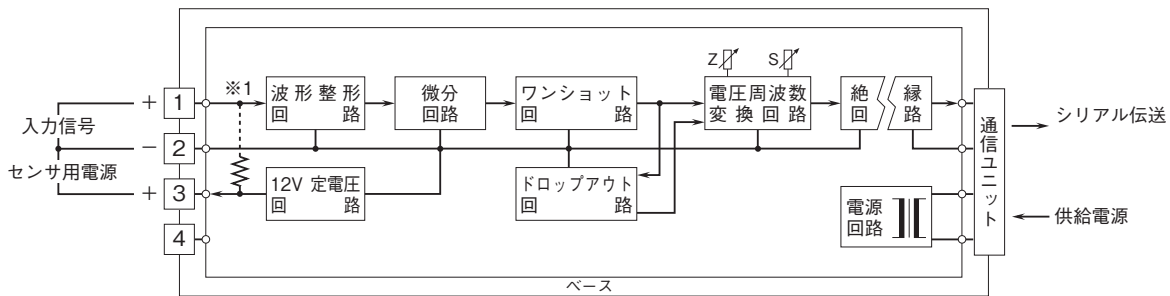 Z
S
※1
波形整形
回路
微分
回路
ワンショット
回路
電圧周波数
変換回路
絶縁
回路
＋
1
入力信号
−
2
センサ用電源
＋
3
4
12V 定電圧
回路
ドロップアウト
回路
電源
回路
通信ユニット
シリアル伝送
供給電源
ベース